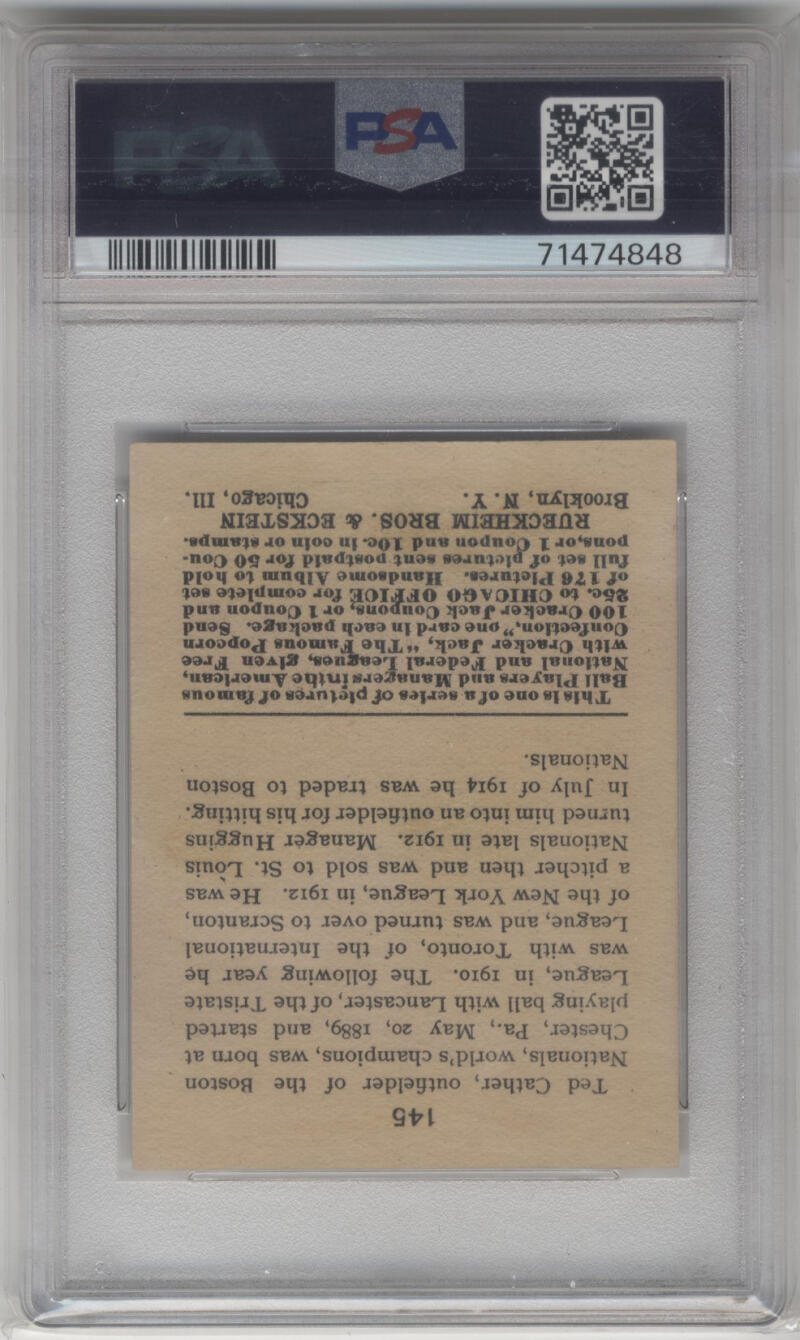 PSA
PSA
71474848
145
Ted Cather, outfielder of the Boston
Nationals, world's champions, was born at
Chester, Pa., May 20, 1889, and started
playing ball with Lancaster, of the Tristate
League, in 1910. The following year he
was with Toronto, of the International
League, and was turned over to Scranton,
of the New York League, in 1912. He was
a pitcher then and was sold to St. Louis
Nationals late in 1912. Manager Huggins
turned him into an outfielder for his hitting.
In July of 1914 he was traded to Boston
Nationals.
This is one of a series of pictures of famous
Ball Players and Managers in the American,
National and Federal Leagues, given Free
with Cracker Jack, "The Famous Popcorn
Confection," one card in each package. Send
100 Cracker Jack Coupons, or 1 Coupon and
25c. to CHICAGO OFFICE for complete set
of 176 Pictures. Handsome Album to hold
full set of pictures sent postpaid for 50 Cou-
pons, or 1 Coupon and 10c. in coin or stamps.
RUECKHEIM BROS. & ECKSTEIN
Brooklyn, N. Y. Chicago, Ill.